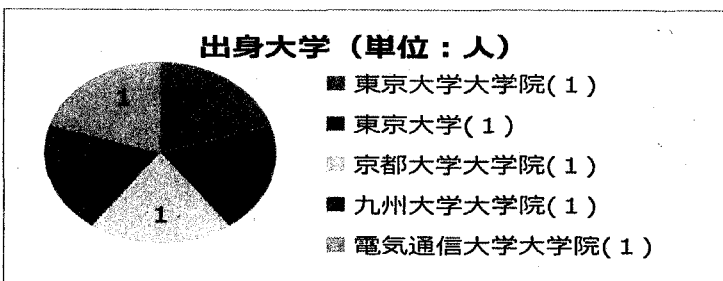 出身大学（単位：人）
東京大学大学院(1)
東京大学(1)
京都大学大学院(1)
九州大学大学院(1)
電気通信大学大学院(1)
1
1